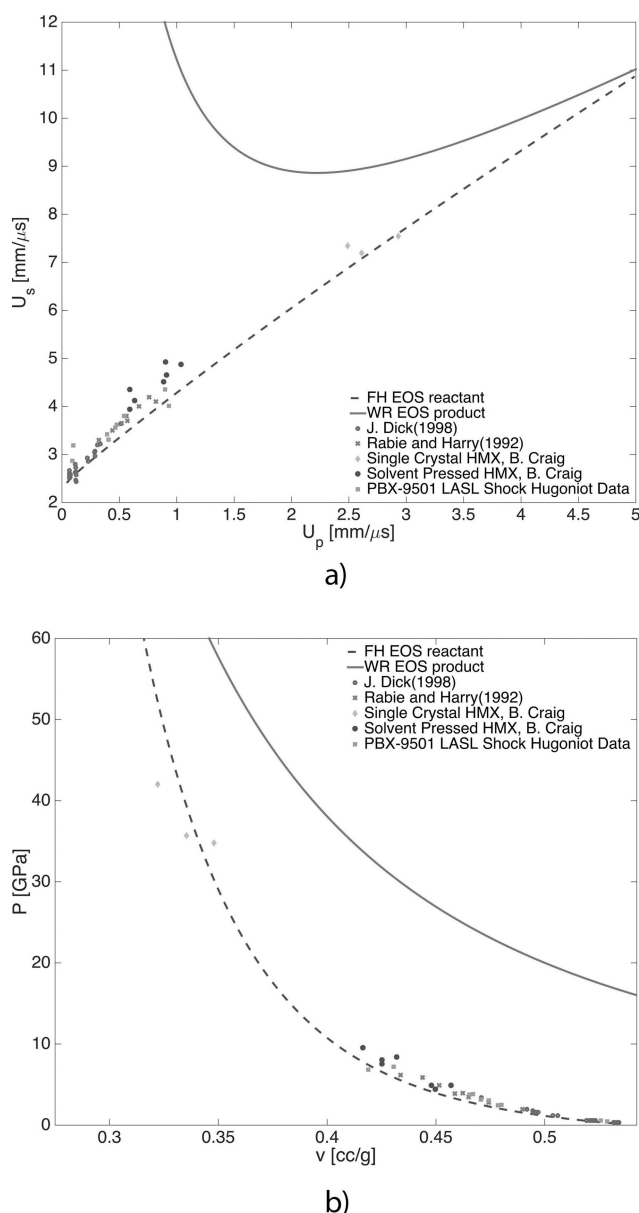 12
11
10
9
8
7
6
5
4
3
2
U_s [mm/μs]
FH EOS reactant
WR EOS product
J. Dick(1998)
Rabie and Harry(1992)
Single Crystal HMX, B. Craig
Solvent Pressed HMX, B. Craig
PBX-9501 LASL Shock Hugoniot Data
0 0.5 1 1.5 2 2.5 3 3.5 4 4.5 5
U_p [mm/μs]
a)
60
50
40
30
20
10
0
P [GPa]
FH EOS reactant
WR EOS product
J. Dick(1998)
Rabie and Harry(1992)
Single Crystal HMX, B. Craig
Solvent Pressed HMX, B. Craig
PBX-9501 LASL Shock Hugoniot Data
0.3 0.35 0.4 0.45 0.5
v [cc/g]
b)